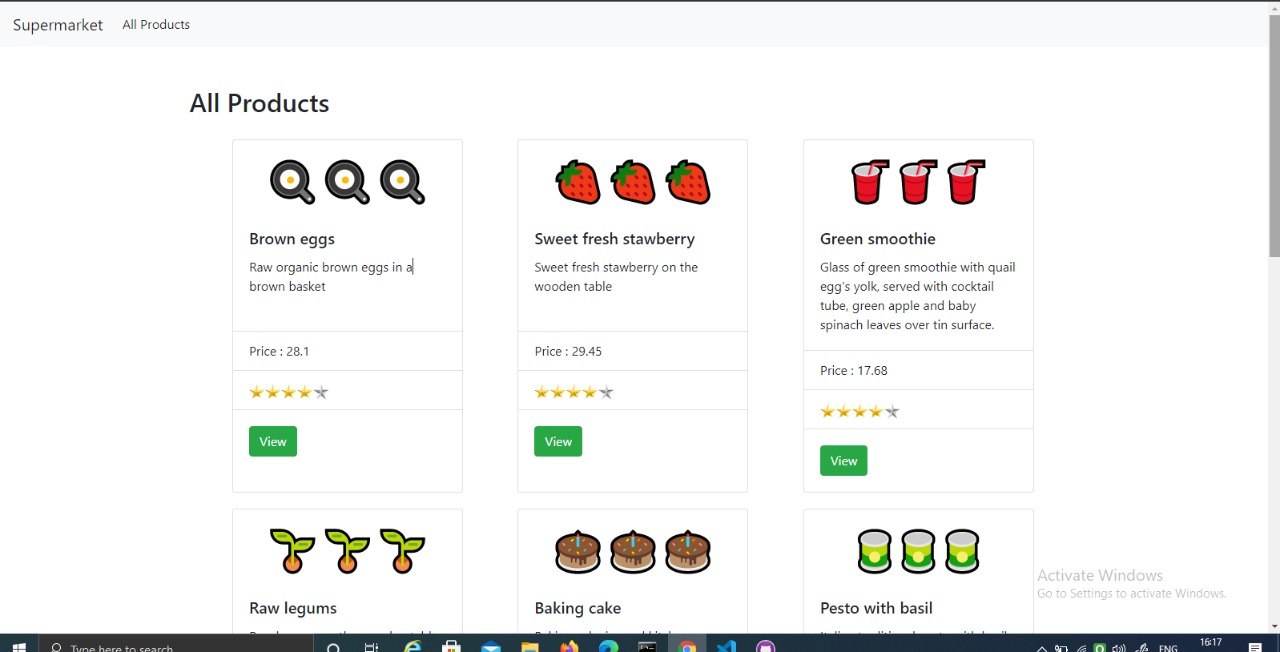 Supermarket All Products
All Products
Brown eggs
Raw organic brown eggs in a
brown basket
Price : 28.1
View
Sweet fresh stawberry
Sweet fresh stawberry on the
wooden table
Price : 29.45
View
Green smoothie
Glass of green smoothie with quail
egg's yolk, served with cocktail
tube, green apple and baby
spinach leaves over tin surface.
Price : 17.68
View
Raw legums
Baking cake
Pesto with basil
Activate Windows
Go to Settings to activate Windows.
Type here to search
ENG
16:17